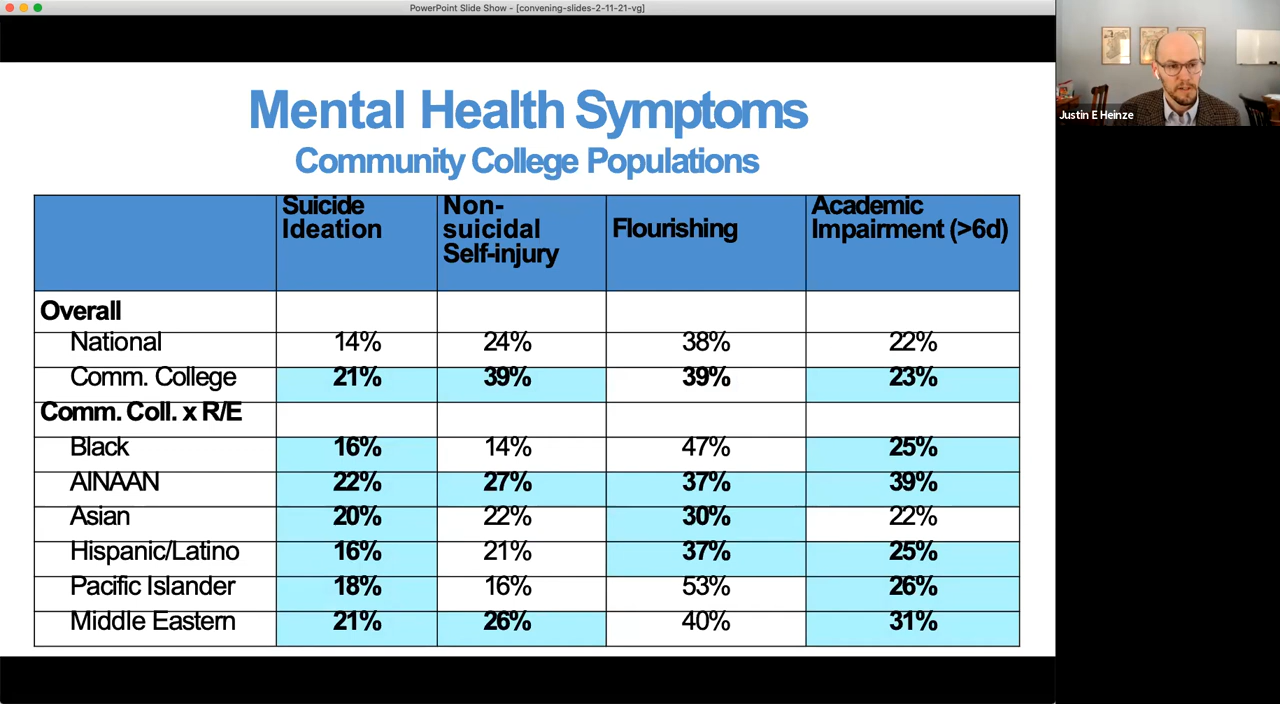 PowerPoint Slide Show - [convening-slides-2-11-21-vg]
Justin E Heinze
Mental Health Symptoms
Community College Populations
Suicide Ideation Non-suicidal Self-injury Flourishing Academic Impairment (>6d)
Overall
National 14% 24% 38% 22%
Comm. College 21% 39% 39% 23%
Comm. Coll. x R/E
Black 16% 14% 47% 25%
AINAAN 22% 27% 37% 39%
Asian 20% 22% 30% 22%
Hispanic/Latino 16% 21% 37% 25%
Pacific Islander 18% 16% 53% 26%
Middle Eastern 21% 26% 40% 31%